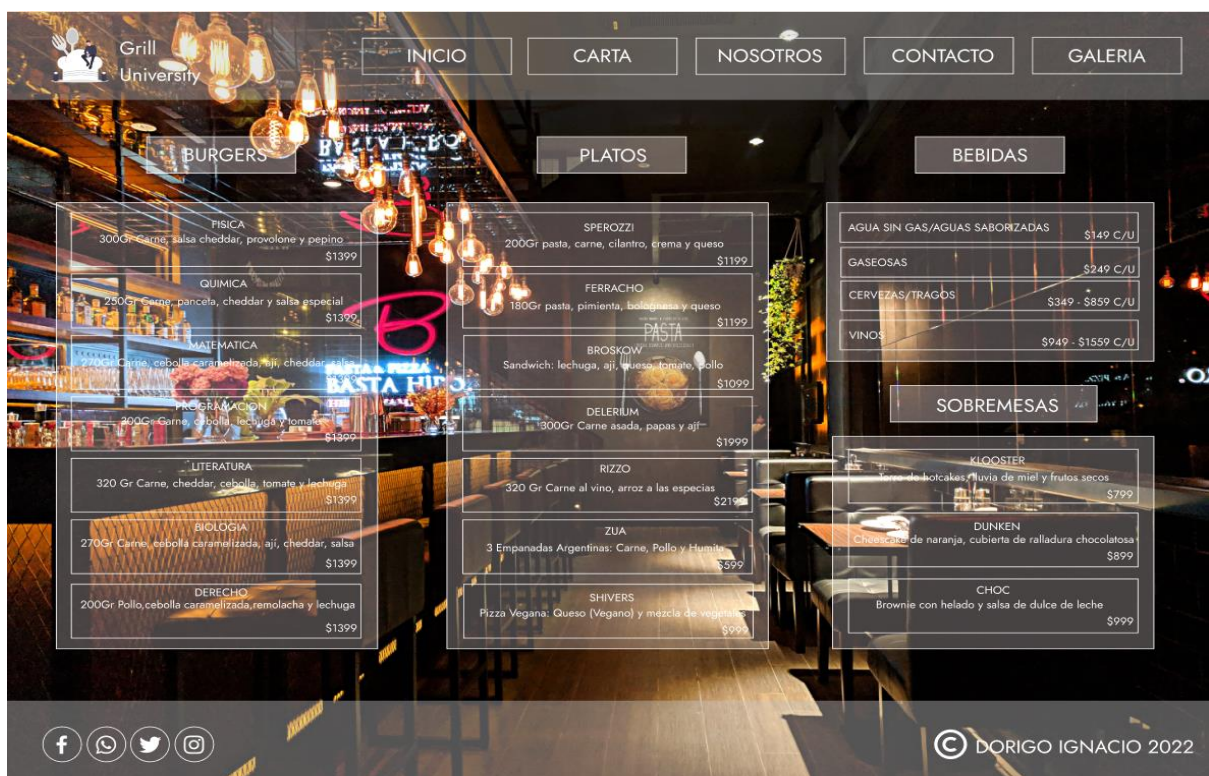 Grill
University
INICIO
CARTA
NOSOTROS
CONTACTO
GALERIA
BURGERS
FISICA
300Gr Carne, salsa cheddar, provolone y pepino
$1399
QUIMICA
250Gr Carne, panceta, cheddar y salsa especial
$1399
MATEMATICA
270Gr Carne, cebolla caramelizada, ají, cheddar, salsa
PROGRAMACION
300Gr Carne, cebolla, lechuga y tomate
$1399
LITERATURA
320 Gr Carne, cheddar, cebolla, tomate y lechuga
$1399
BIOLOGIA
270Gr Carne, cebolla caramelizada, ají, cheddar, salsa
$1399
DERECHO
200Gr Pollo,cebolla caramelizada,remolacha y lechuga
$1399
PLATOS
SPEROZZI
200Gr pasta, carne, cilantro, crema y queso
$1199
FERRACHO
180Gr pasta, pimienta, bolognesa y queso
$1199
BROSKOW
Sandwich: lechuga, ají, queso, tomate, pollo
$1099
DELERIUM
300Gr Carne asada, papas y ají
$1999
RIZZO
320 Gr Carne al vino, arroz a las especias
$2199
ZUA
3 Empanadas Argentinas: Carne, Pollo y Humita
$599
SHIVERS
Pizza Vegana: Queso (Vegano) y mezcla de vegetales
$999
BEBIDAS
AGUA SIN GAS/AGUAS SABORIZADAS
$149 C/U
GASEOSAS
$249 C/U
CERVEZAS/TRAGOS
$349 - $859 C/U
VINOS
$949 - $1559 C/U
SOBREMESAS
KLOOSTER
Torre de hotcakes, lluvia de miel y frutos secos
$799
DUNKEN
Cheescake de naranja, cubierta de ralladura chocolatosa
$899
CHOC
Brownie con helado y salsa de dulce de leche
$999
PASTA
BASTA HIRO
© DORIGO IGNACIO 2022